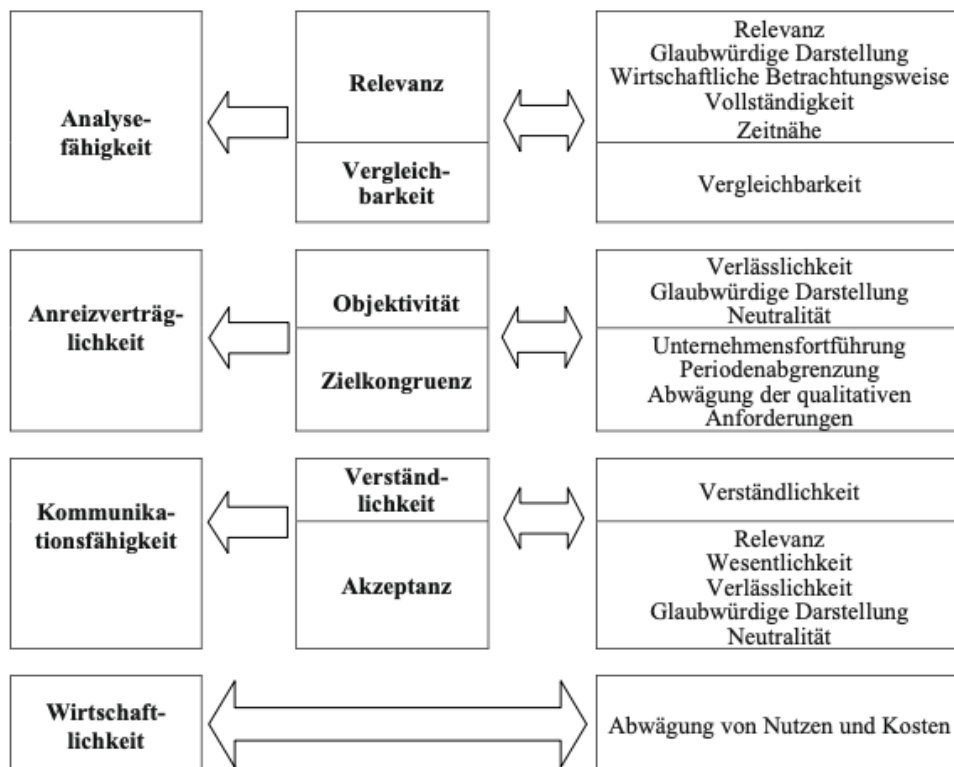 Analyse-
fähigkeit
Relevanz
Vergleich-
barkeit
Relevanz
Glaubwürdige Darstellung
Wirtschaftliche Betrachtungsweise
Vollständigkeit
Zeitnähe
Vergleichbarkeit
Anreizverträg-
lichkeit
Objektivität
Zielkongruenz
Verlässlichkeit
Glaubwürdige Darstellung
Neutralität
Unternehmensfortführung
Periodenabgrenzung
Abwägung der qualitativen
Anforderungen
Kommunika-
tionsfähigkeit
Verständ-
lichkeit
Akzeptanz
Verständlichkeit
Relevanz
Wesentlichkeit
Verlässlichkeit
Glaubwürdige Darstellung
Neutralität
Wirtschaft-
lichkeit
Abwägung von Nutzen und Kosten